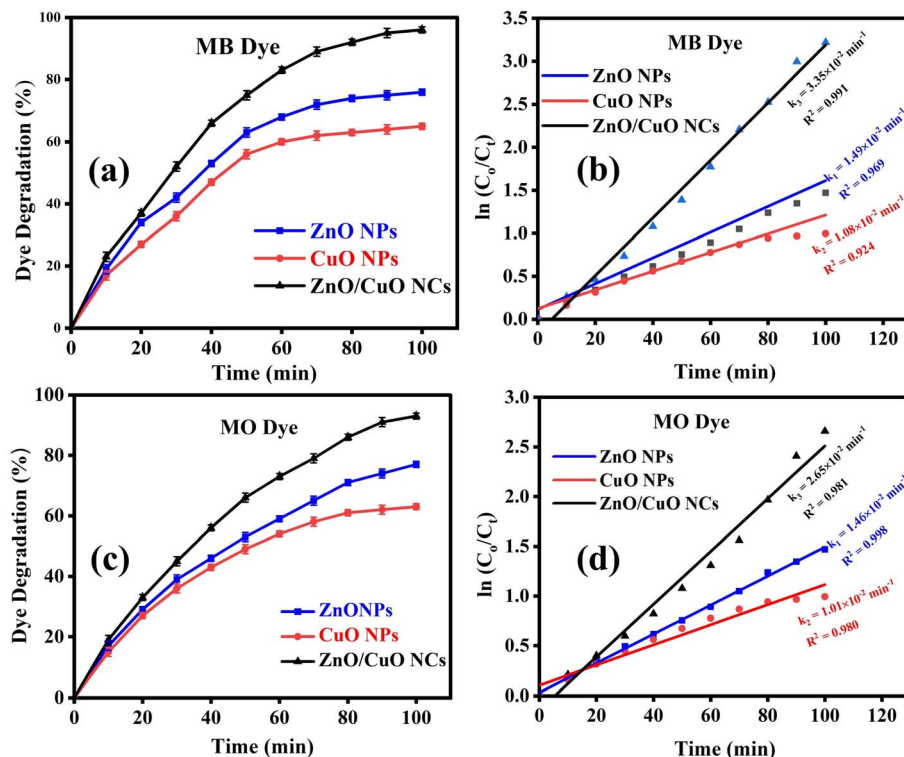 100
80
60
40
20
0
Dye Degradation (%)
MB Dye
(a)
ZnO NPs
CuO NPs
ZnO/CuO NCs
0 20 40 60 80 100
Time (min)
3.5
3.0
2.5
2.0
1.5
1.0
0.5
0.0
ln (Co/Ct)
MB Dye
ZnO NPs
CuO NPs
ZnO/CuO NCs
(b)
k3 = 3.35×10-2 min-1
R2 = 0.991
k1 = 1.49×10-2 min-1
R2 = 0.969
k2 = 1.08×10-2 min-1
R2 = 0.924
0 20 40 60 80 100 120
Time (min)
100
80
60
40
20
0
Dye Degradation (%)
MO Dye
(c)
ZnONPs
CuO NPs
ZnO/CuO NCs
0 20 40 60 80 100
Time (min)
3.0
2.5
2.0
1.5
1.0
0.5
0.0
ln (Co/Ct)
MO Dye
ZnO NPs
CuO NPs
ZnO/CuO NCs
(d)
k3 = 2.65×10-2 min-1
R2 = 0.981
k1 = 1.46×10-2 min-1
R2 = 0.998
k2 = 1.01×10-2 min-1
R2 = 0.980
0 20 40 60 80 100 120
Time (min)